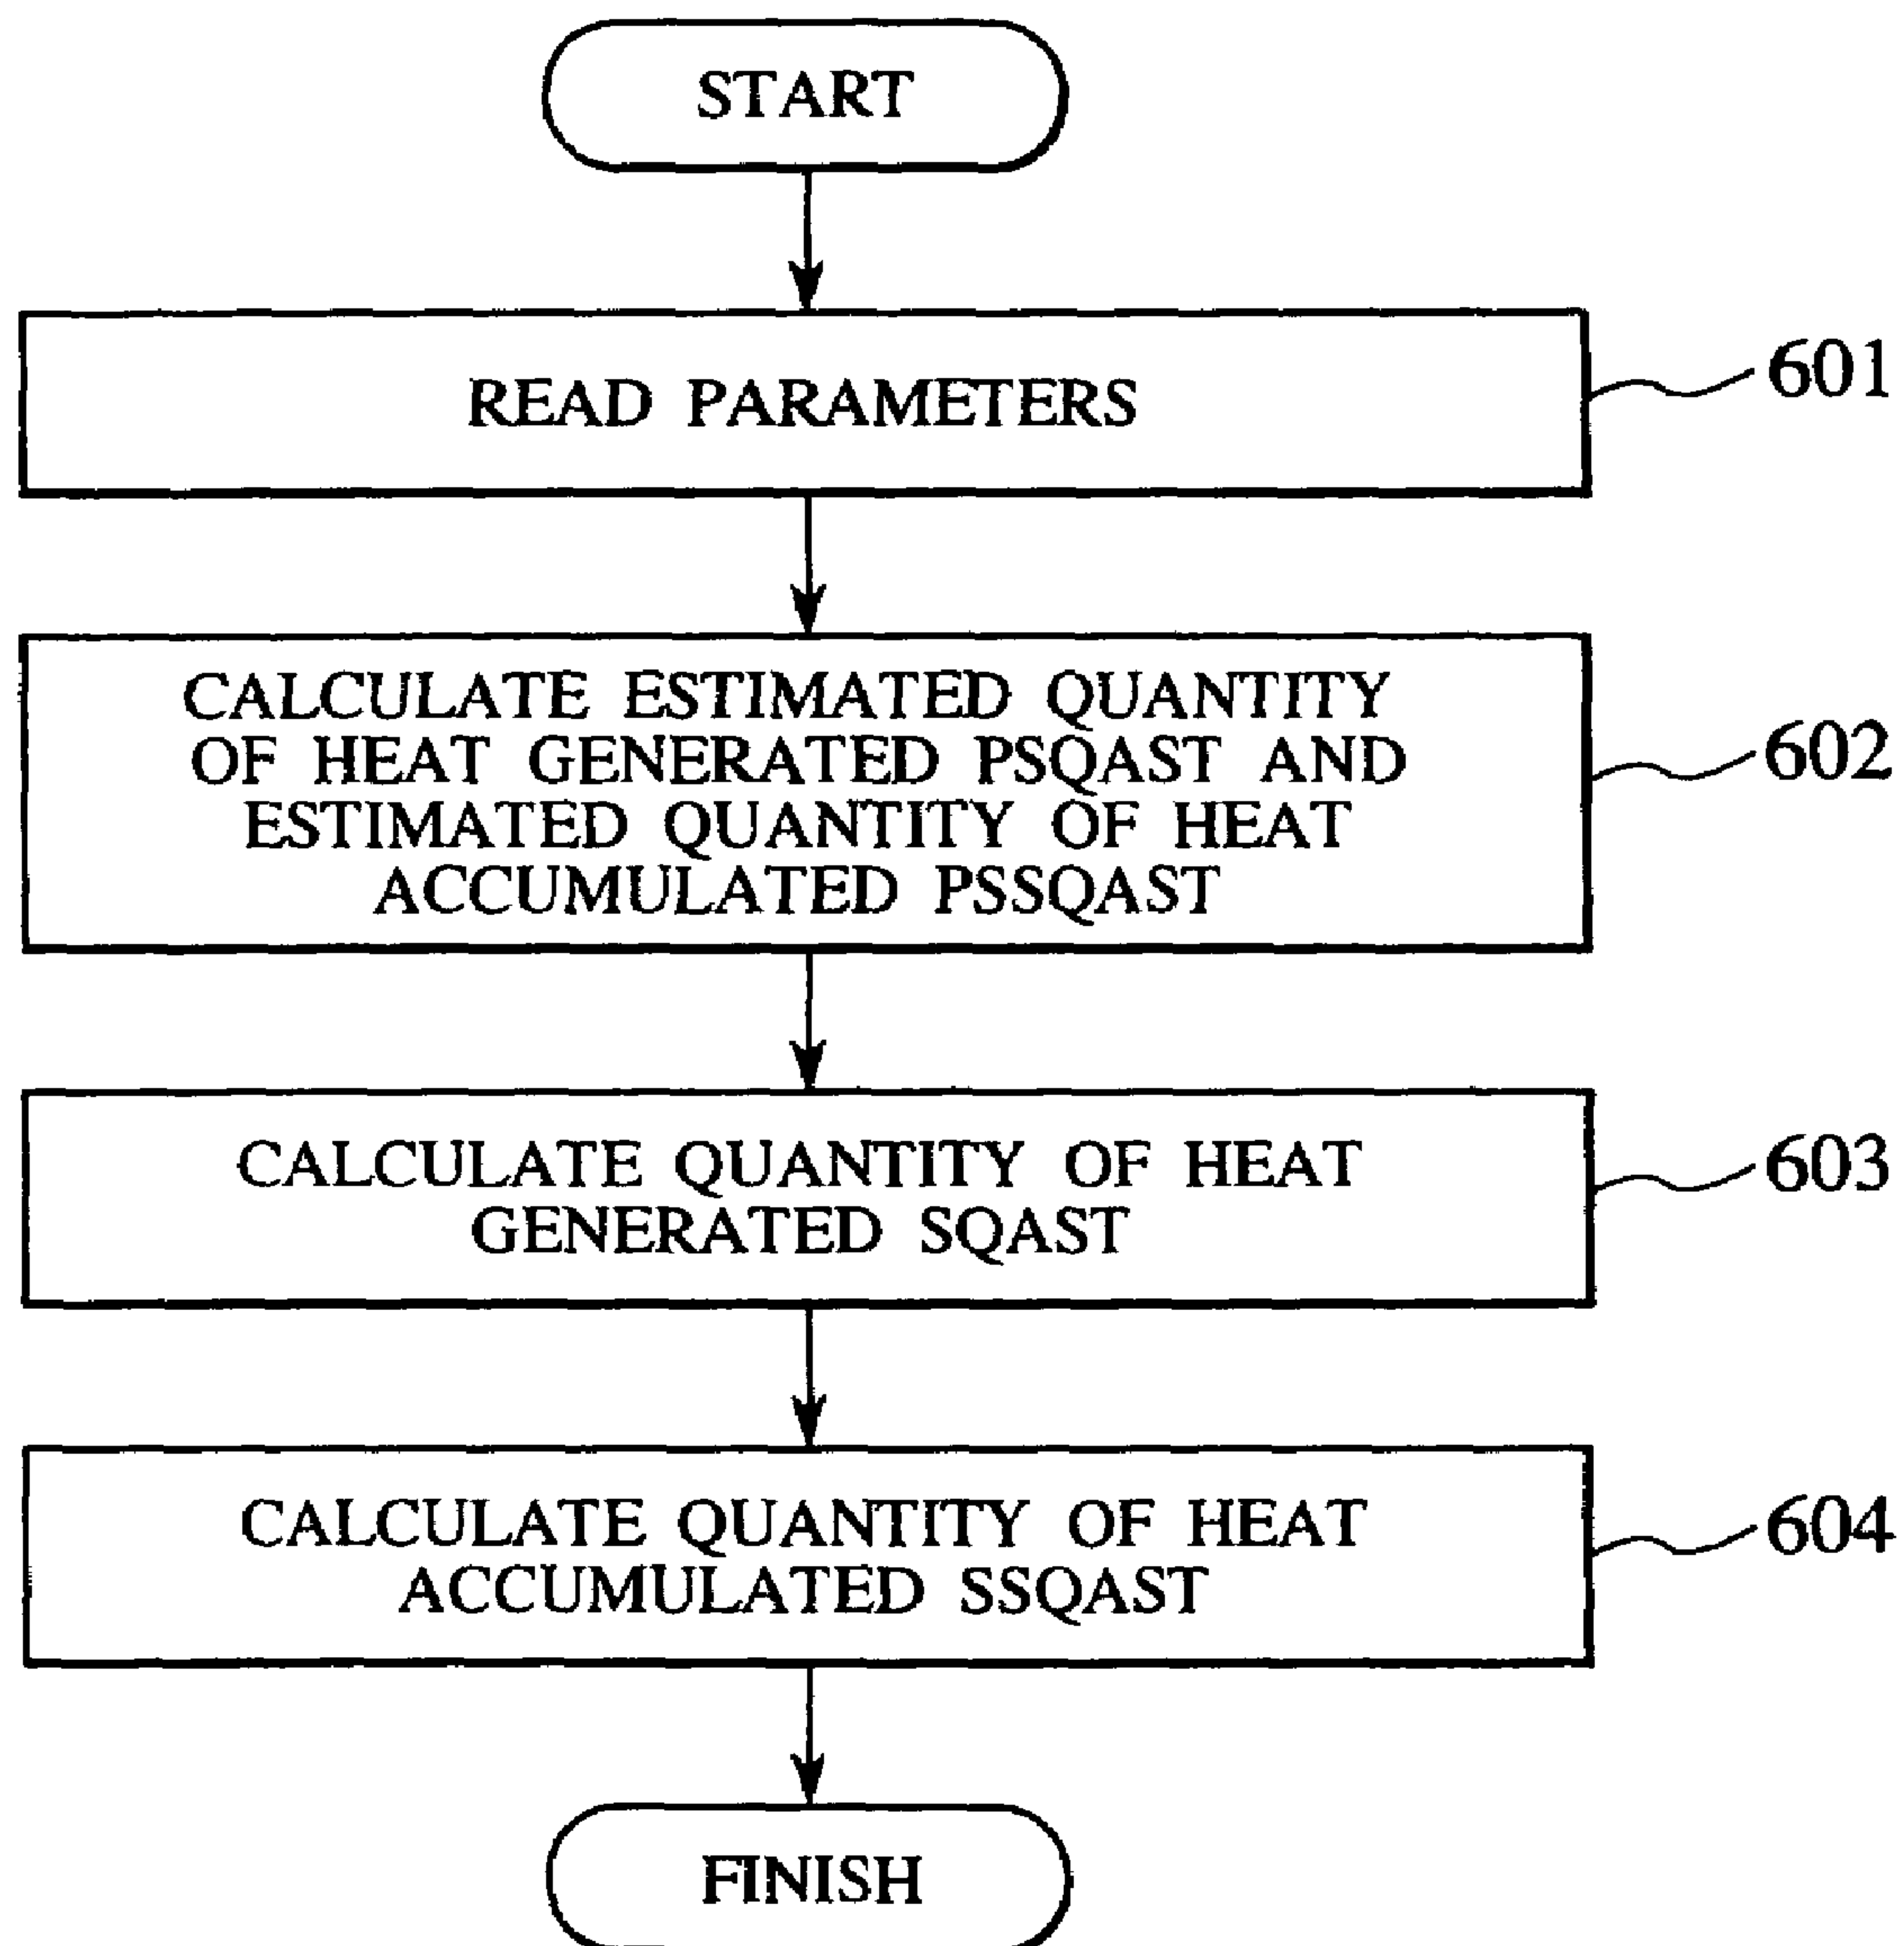 START
READ PARAMETERS
601
CALCULATE ESTIMATED QUANTITY
OF HEAT GENERATED PSQAST AND
ESTIMATED QUANTITY OF HEAT
ACCUMULATED PSSQAST
602
CALCULATE QUANTITY OF HEAT
GENERATED SQAST
603
CALCULATE QUANTITY OF HEAT
ACCUMULATED SSQAST
604
FINISH